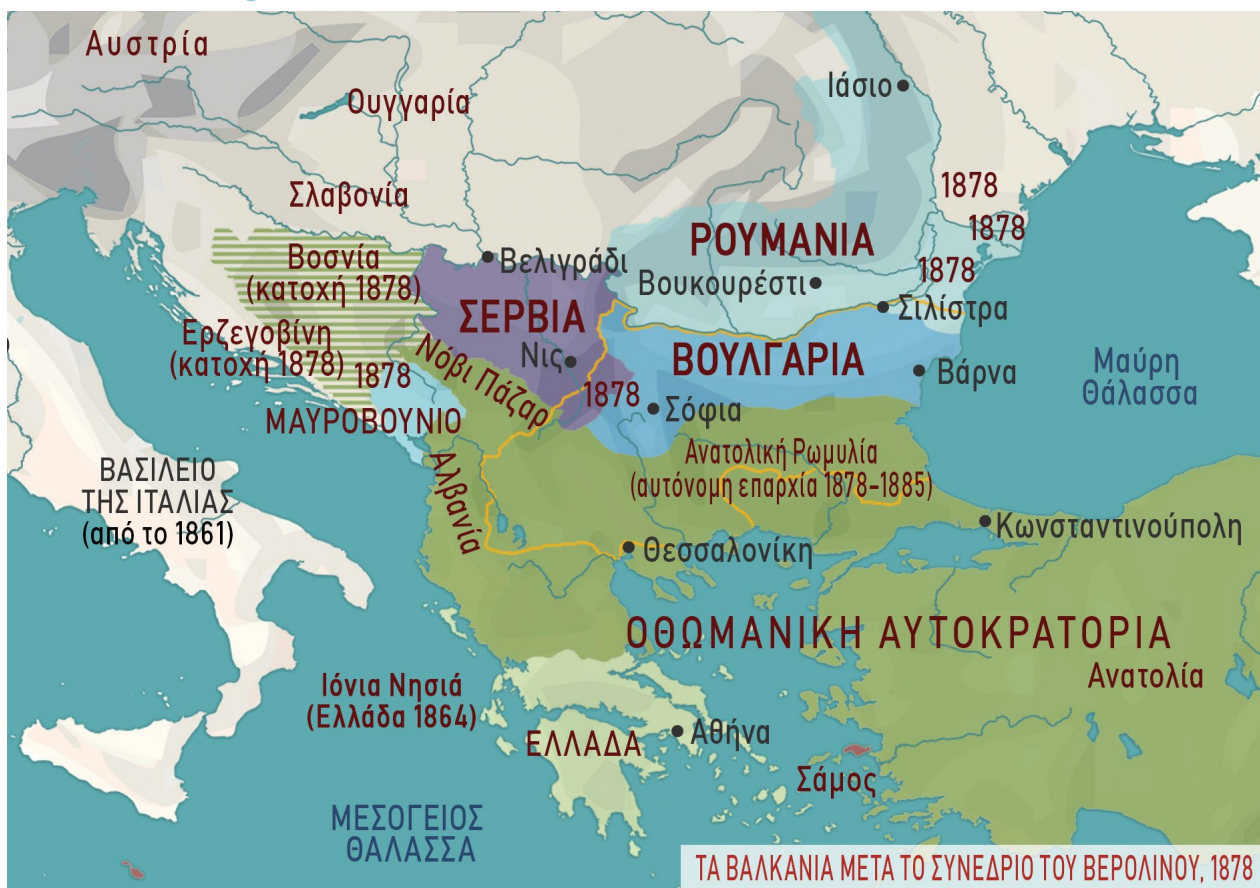 Αυστρία
Ουγγαρία
Ιάσιο
Σλαβονία
1878
1878
1878
Βοσνία
(κατοχή 1878)
Βελιγράδι
ΡΟΥΜΑΝΙΑ
Βουκουρέστι
Σιλίστρα
Ερζεγοβίνη
(κατοχή 1878)
ΣΕΡΒΙΑ
Νις
Νόβι Πάζαρ
ΒΟΥΛΓΑΡΙΑ
Βάρνα
Μαύρη
Θάλασσα
1878
1878
Σόφια
ΜΑΥΡΟΒΟΥΝΙΟ
Αλβανία
Ανατολική Ρωμυλία
(αυτόνομη επαρχία 1878-1885)
ΒΑΣΙΛΕΙΟ
ΤΗΣ ΙΤΑΛΙΑΣ
(από το 1861)
Κωνσταντινούπολη
Θεσσαλονίκη
ΟΘΩΜΑΝΙΚΗ ΑΥΤΟΚΡΑΤΟΡΙΑ
Ανατολία
Ιόνια Νησιά
(Ελλάδα 1864)
ΕΛΛΑΔΑ
Αθήνα
Σάμος
ΜΕΣΟΓΕΙΟΣ
ΘΑΛΑΣΣΑ
ΤΑ ΒΑΛΚΑΝΙΑ ΜΕΤΑ ΤΟ ΣΥΝΕΔΡΙΟ ΤΟΥ ΒΕΡΟΛΙΝΟΥ, 1878